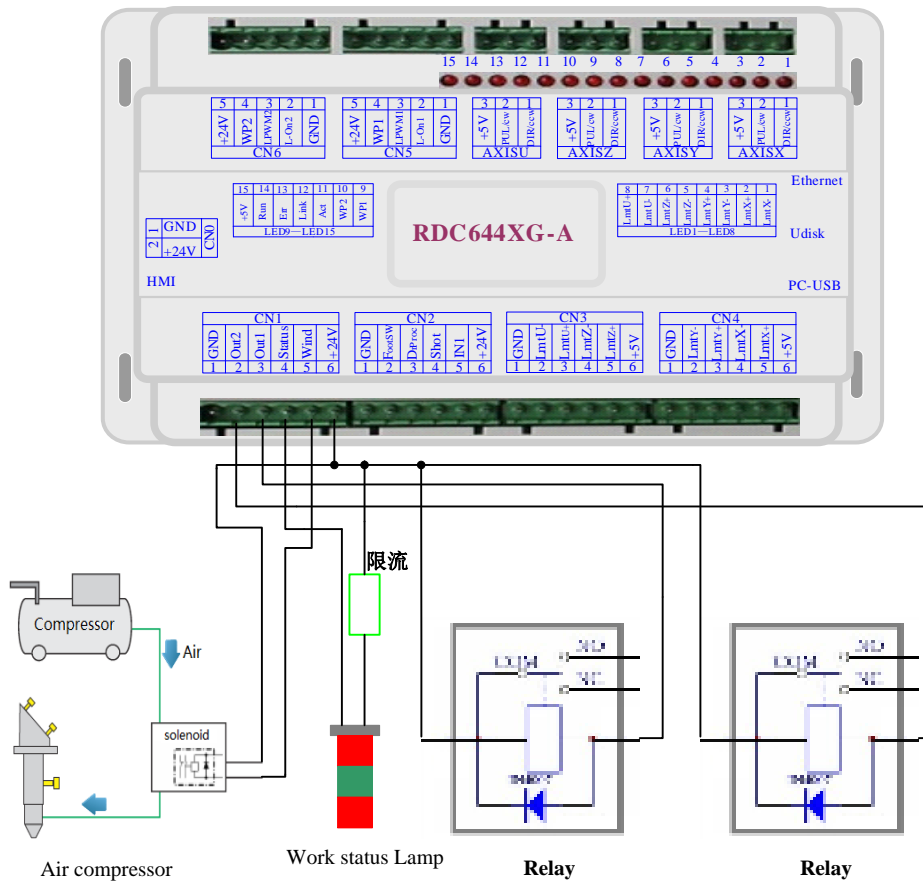 15 14 13 12 11 10 9 8 7 6 5 4 3 2 1
5 4 3 2 1
+24V WP2 LPWM2 L-On2 GND
CN6
5 4 3 2 1
+24V WP1 LPWM1 L-On1 GND
CN5
3 2 1
+5V PUL/cw DIR/ccw
AXISU
3 2 1
+5V PUL/cw DIR/ccw
AXISZ
3 2 1
+5V PUL/cw DIR/ccw
AXISY
3 2 1
+5V PUL/cw DIR/ccw
AXISX
Ethernet
15 14 13 12 11 10 9
+5V Run Err Link Act WP2 WP1
LED9—LED15
8 7 6 5 4 3 2 1
LmtU+ LmtU- LmtZ+ LmtZ- LmtY+ LmtY- LmtX+ LmtX-
LED1—LED8
1 GND
2 +24V
CN0
RDC644XG-A
Udisk
HMI
PC-USB
CN1
GND Out2 Out1 Status Wind +24V
1 2 3 4 5 6
CN2
GND FootSW DrProc Shot IN1 +24V
1 2 3 4 5 6
CN3
GND LmtU- LmtU+ LmtZ- LmtZ+ +5V
1 2 3 4 5 6
CN4
GND LmtY- LmtY+ LmtX- LmtX+ +5V
1 2 3 4 5 6
限流
Compressor
Air
solenoid
Air compressor
Work status Lamp
Relay
Relay